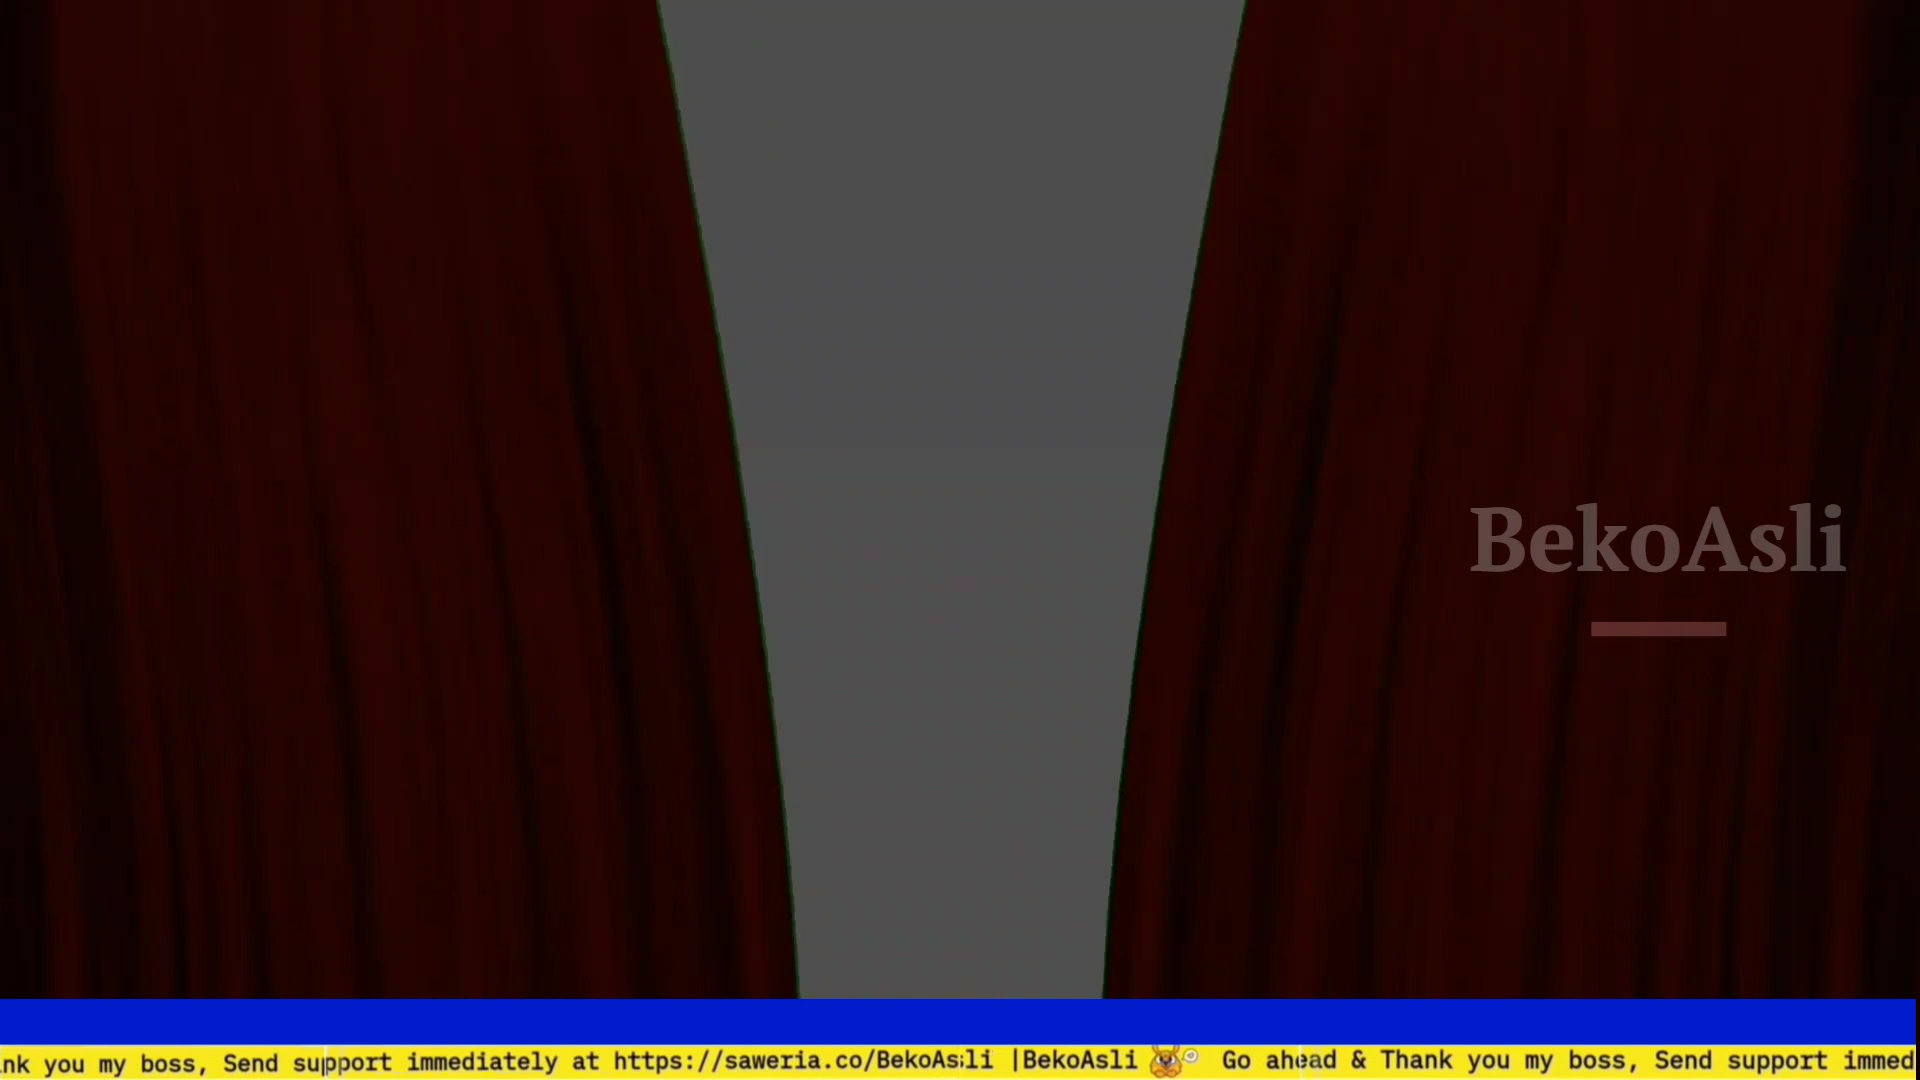 BekoAsli
nk you my boss, Send support immediately at https://saweria.co/BekoAsli |BekoAsli Go ahead & Thank you my boss, Send support immed